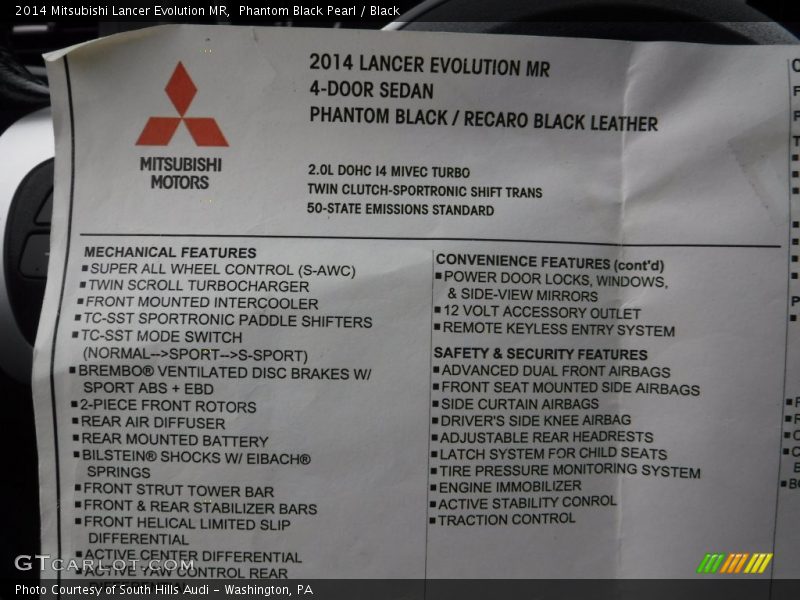 2014 Mitsubishi Lancer Evolution MR,  Phantom Black Pearl / Black
MITSUBISHI
MOTORS
2014 LANCER EVOLUTION MR
4-DOOR SEDAN
PHANTOM BLACK / RECARO BLACK LEATHER
2.0L DOHC I4 MIVEC TURBO
TWIN CLUTCH-SPORTRONIC SHIFT TRANS
50-STATE EMISSIONS STANDARD
MECHANICAL FEATURES
▪SUPER ALL WHEEL CONTROL (S-AWC)
▪TWIN SCROLL TURBOCHARGER
▪FRONT MOUNTED INTERCOOLER
▪TC-SST SPORTRONIC PADDLE SHIFTERS
▪TC-SST MODE SWITCH
(NORMAL-->SPORT-->S-SPORT)
▪BREMBO® VENTILATED DISC BRAKES W/
SPORT ABS + EBD
▪2-PIECE FRONT ROTORS
▪REAR AIR DIFFUSER
▪REAR MOUNTED BATTERY
▪BILSTEIN® SHOCKS W/ EIBACH®
SPRINGS
▪FRONT STRUT TOWER BAR
▪FRONT & REAR STABILIZER BARS
▪FRONT HELICAL LIMITED SLIP
DIFFERENTIAL
▪ACTIVE CENTER DIFFERENTIAL
▪ACTIVE YAW CONTROL REAR
DIFFERENTIAL
CONVENIENCE FEATURES (cont'd)
▪POWER DOOR LOCKS, WINDOWS,
& SIDE-VIEW MIRRORS
▪12 VOLT ACCESSORY OUTLET
▪REMOTE KEYLESS ENTRY SYSTEM
SAFETY & SECURITY FEATURES
▪ADVANCED DUAL FRONT AIRBAGS
▪FRONT SEAT MOUNTED SIDE AIRBAGS
▪SIDE CURTAIN AIRBAGS
▪DRIVER'S SIDE KNEE AIRBAG
▪ADJUSTABLE REAR HEADRESTS
▪LATCH SYSTEM FOR CHILD SEATS
▪TIRE PRESSURE MONITORING SYSTEM
▪ENGINE IMMOBILIZER
▪ACTIVE STABILITY CONROL
▪TRACTION CONTROL
GTCARLOT.COM
Photo Courtesy of South Hills Audi - Washington, PA